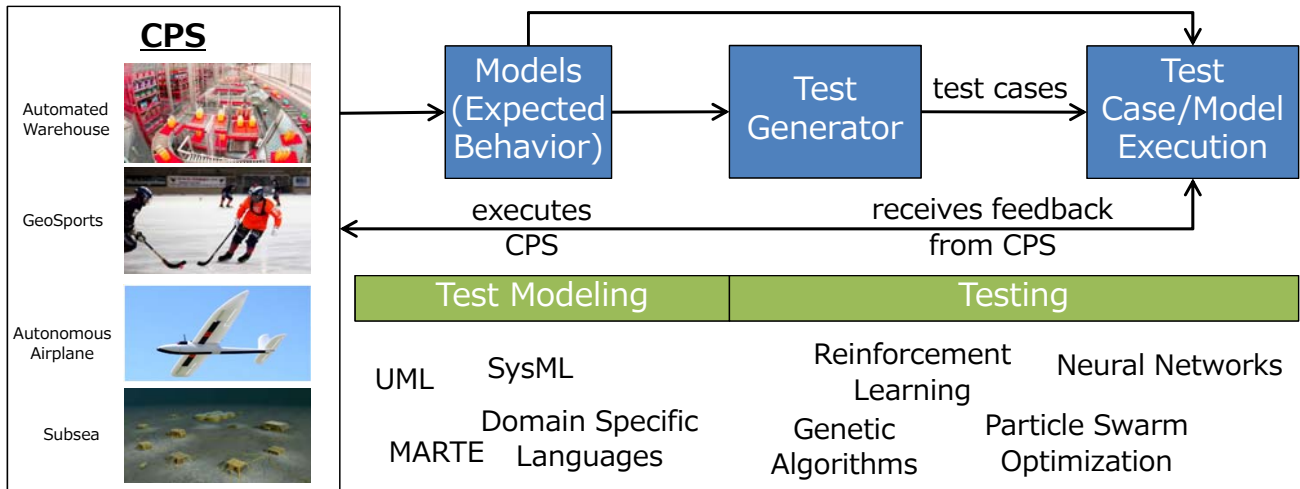 CPS
Automated
Warehouse
GeoSports
Autonomous
Airplane
Subsea
Models
(Expected
Behavior)
Test
Generator
test cases
Test
Case/Model
Execution
executes
CPS
receives feedback
from CPS
Test Modeling
Testing
UML
SysML
MARTE
Domain Specific
Languages
Reinforcement
Learning
Neural Networks
Genetic
Algorithms
Particle Swarm
Optimization